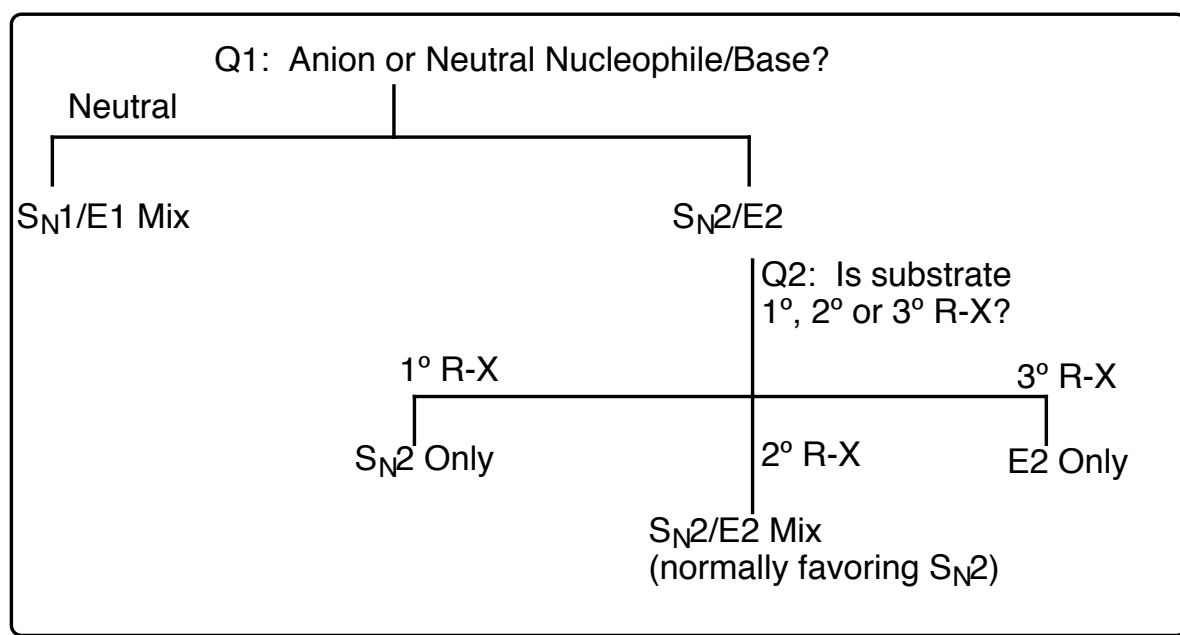 Q1: Anion or Neutral Nucleophile/Base?
Neutral
SN1/E1 Mix
SN2/E2
Q2: Is substrate
1º, 2º or 3º R-X?
1º R-X
3º R-X
SN2 Only
2º R-X
E2 Only
SN2/E2 Mix
(normally favoring SN2)